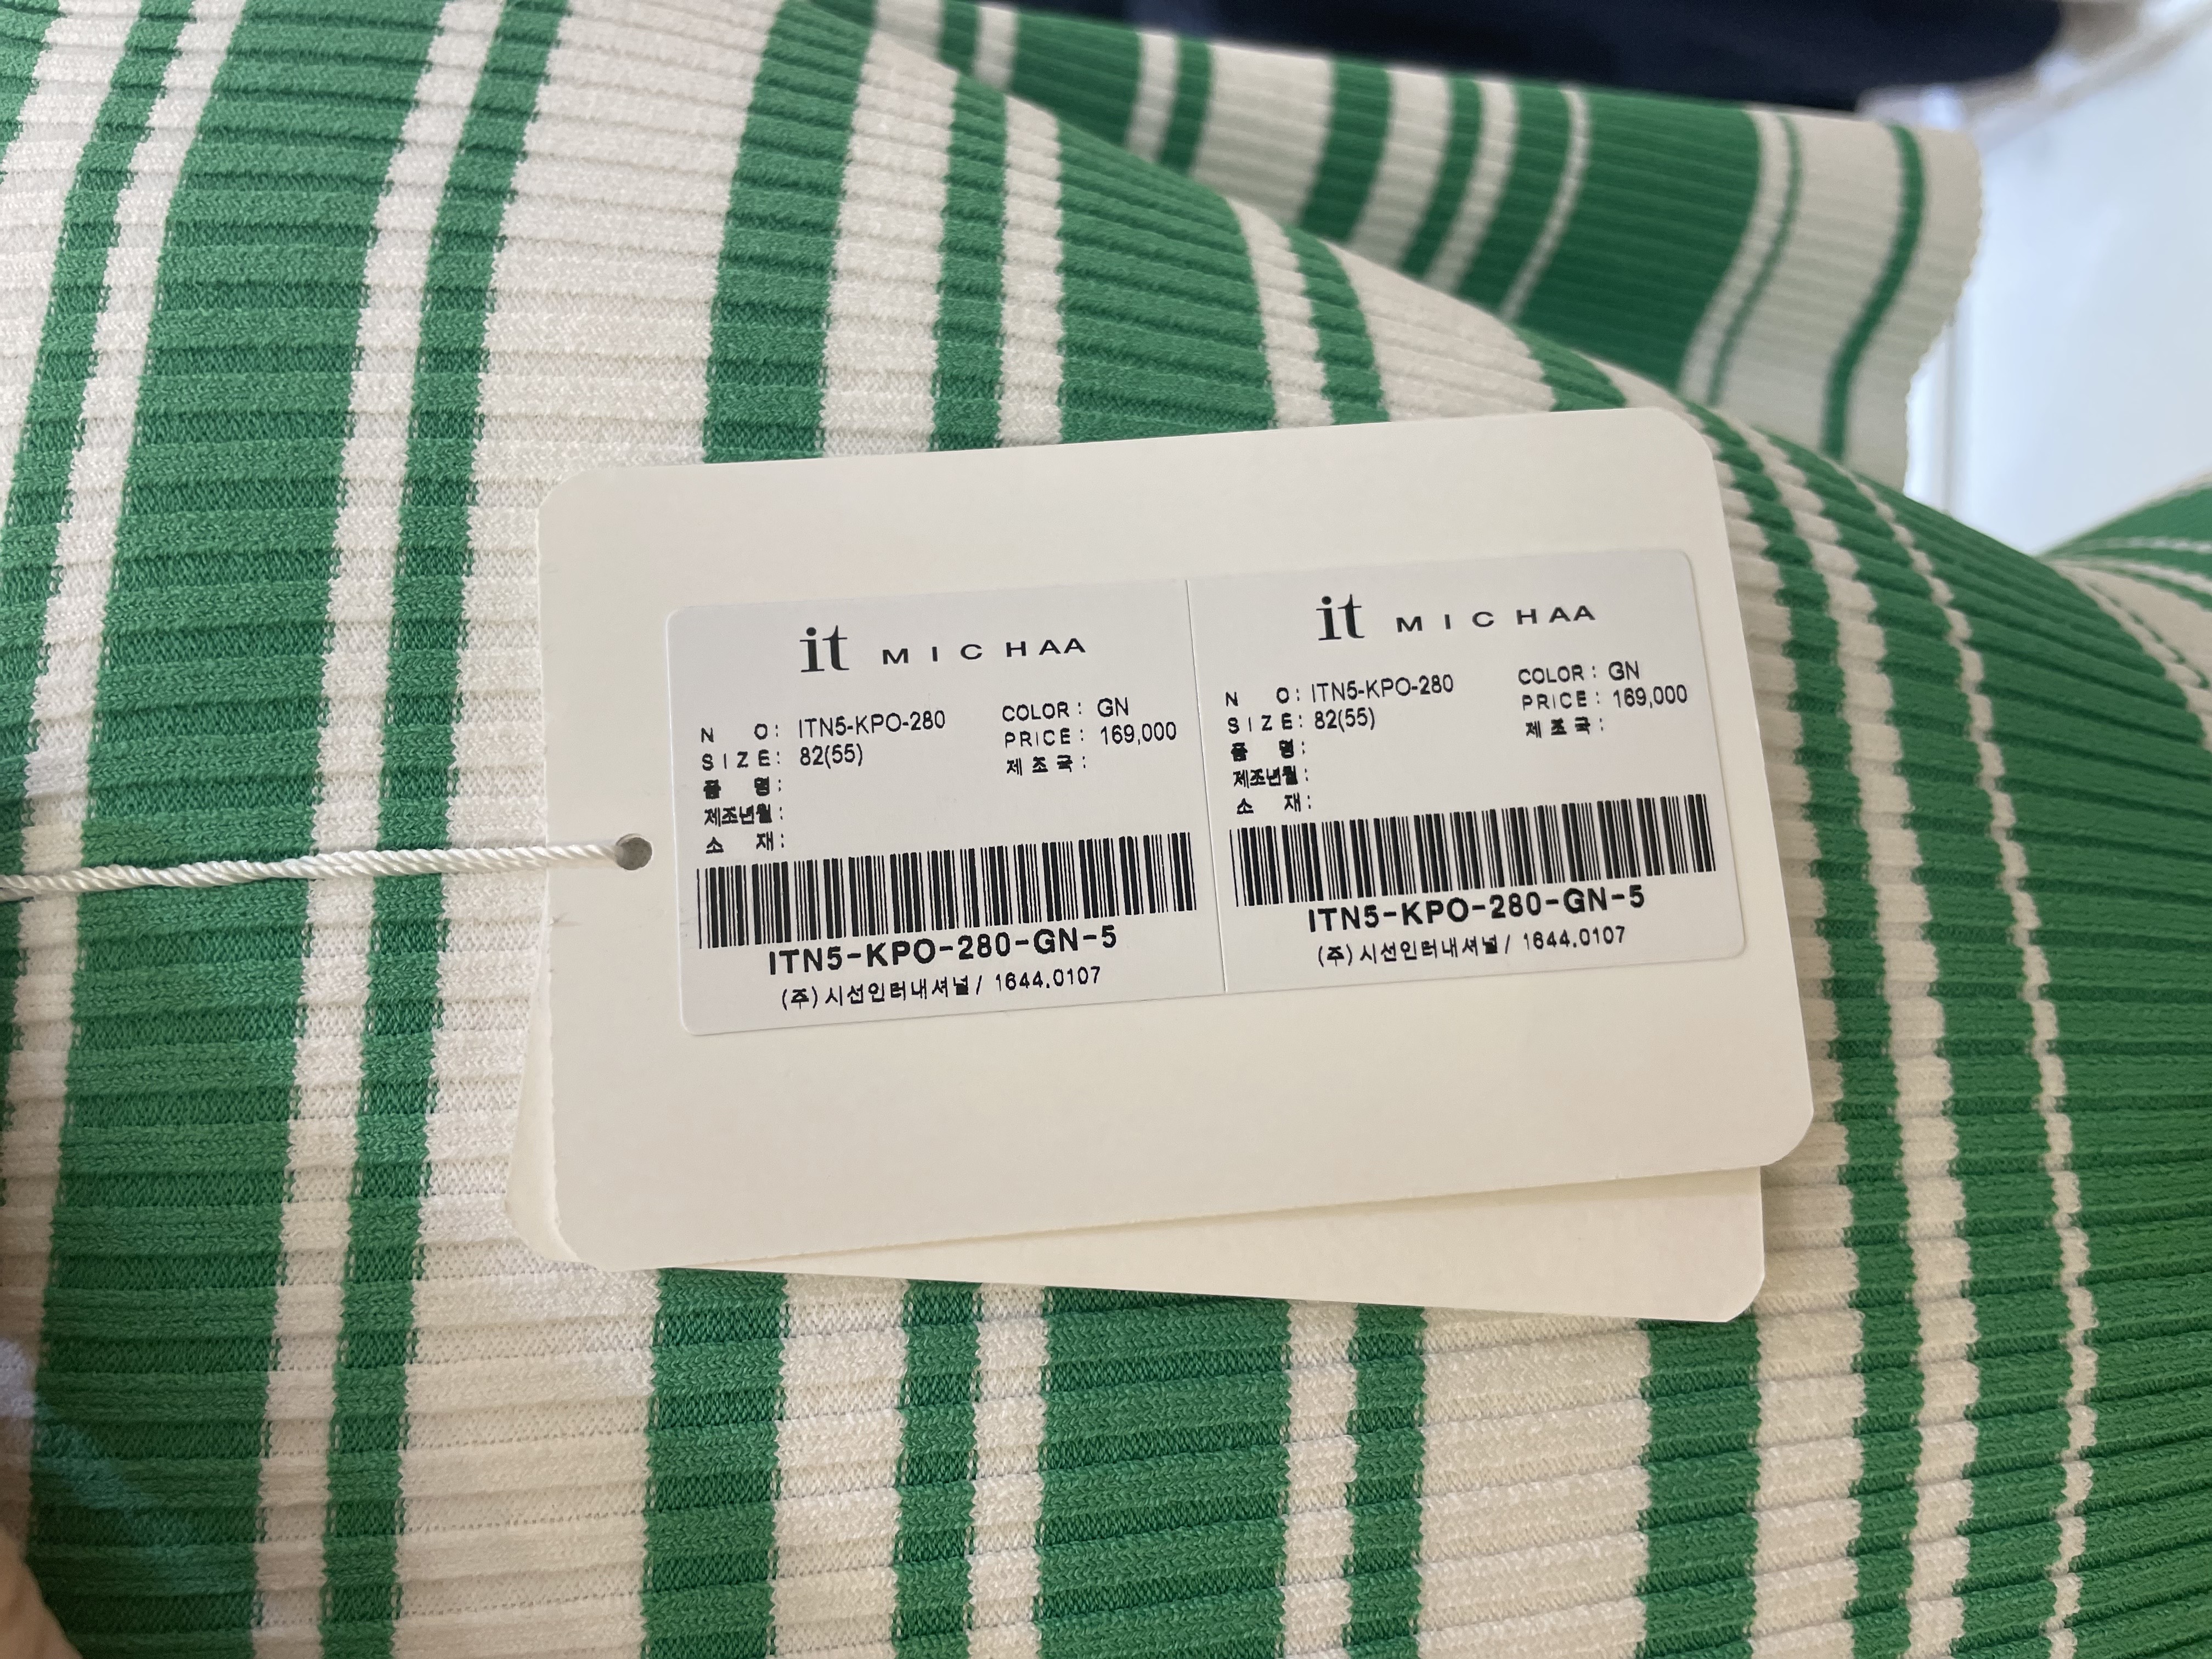 it MICHAA
NO: ITN5-KPO-280
COLOR: GN
SIZE: 82(55)
PRICE: 169,000
품명:
제조국:
제조년월:
소재:
ITN5-KPO-280-GN-5
(주)시선인터내셔널/ 1644.0107
it MICHAA
NO: ITN5-KPO-280
COLOR: GN
SIZE: 82(55)
PRICE: 169,000
품명:
제조국:
제조년월:
소재:
ITN5-KPO-280-GN-5
(주)시선인터내셔널/ 1644.0107